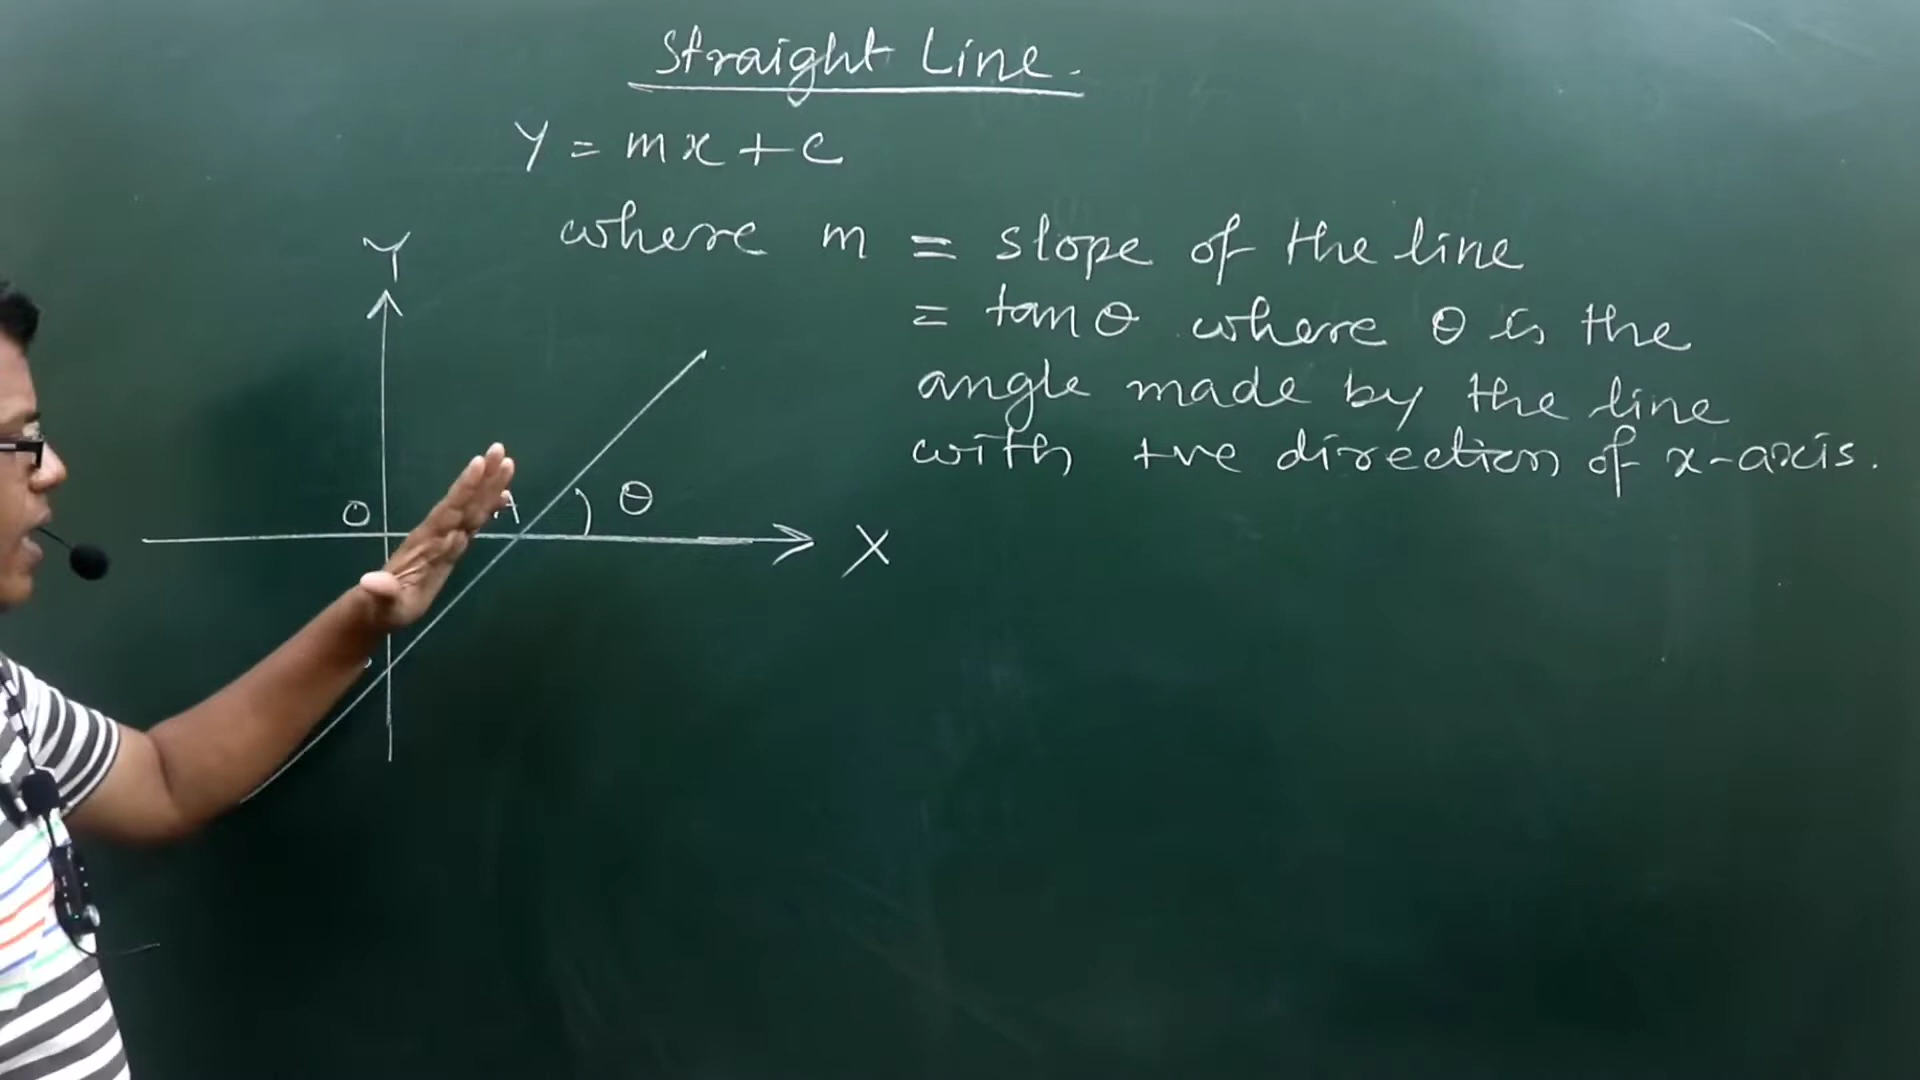 Straight Line.
Y = mx + c
where m = slope of the line
= tan θ where θ is the
angle made by the line
with +ve direction of x-axis.
Y
O
A
θ
X